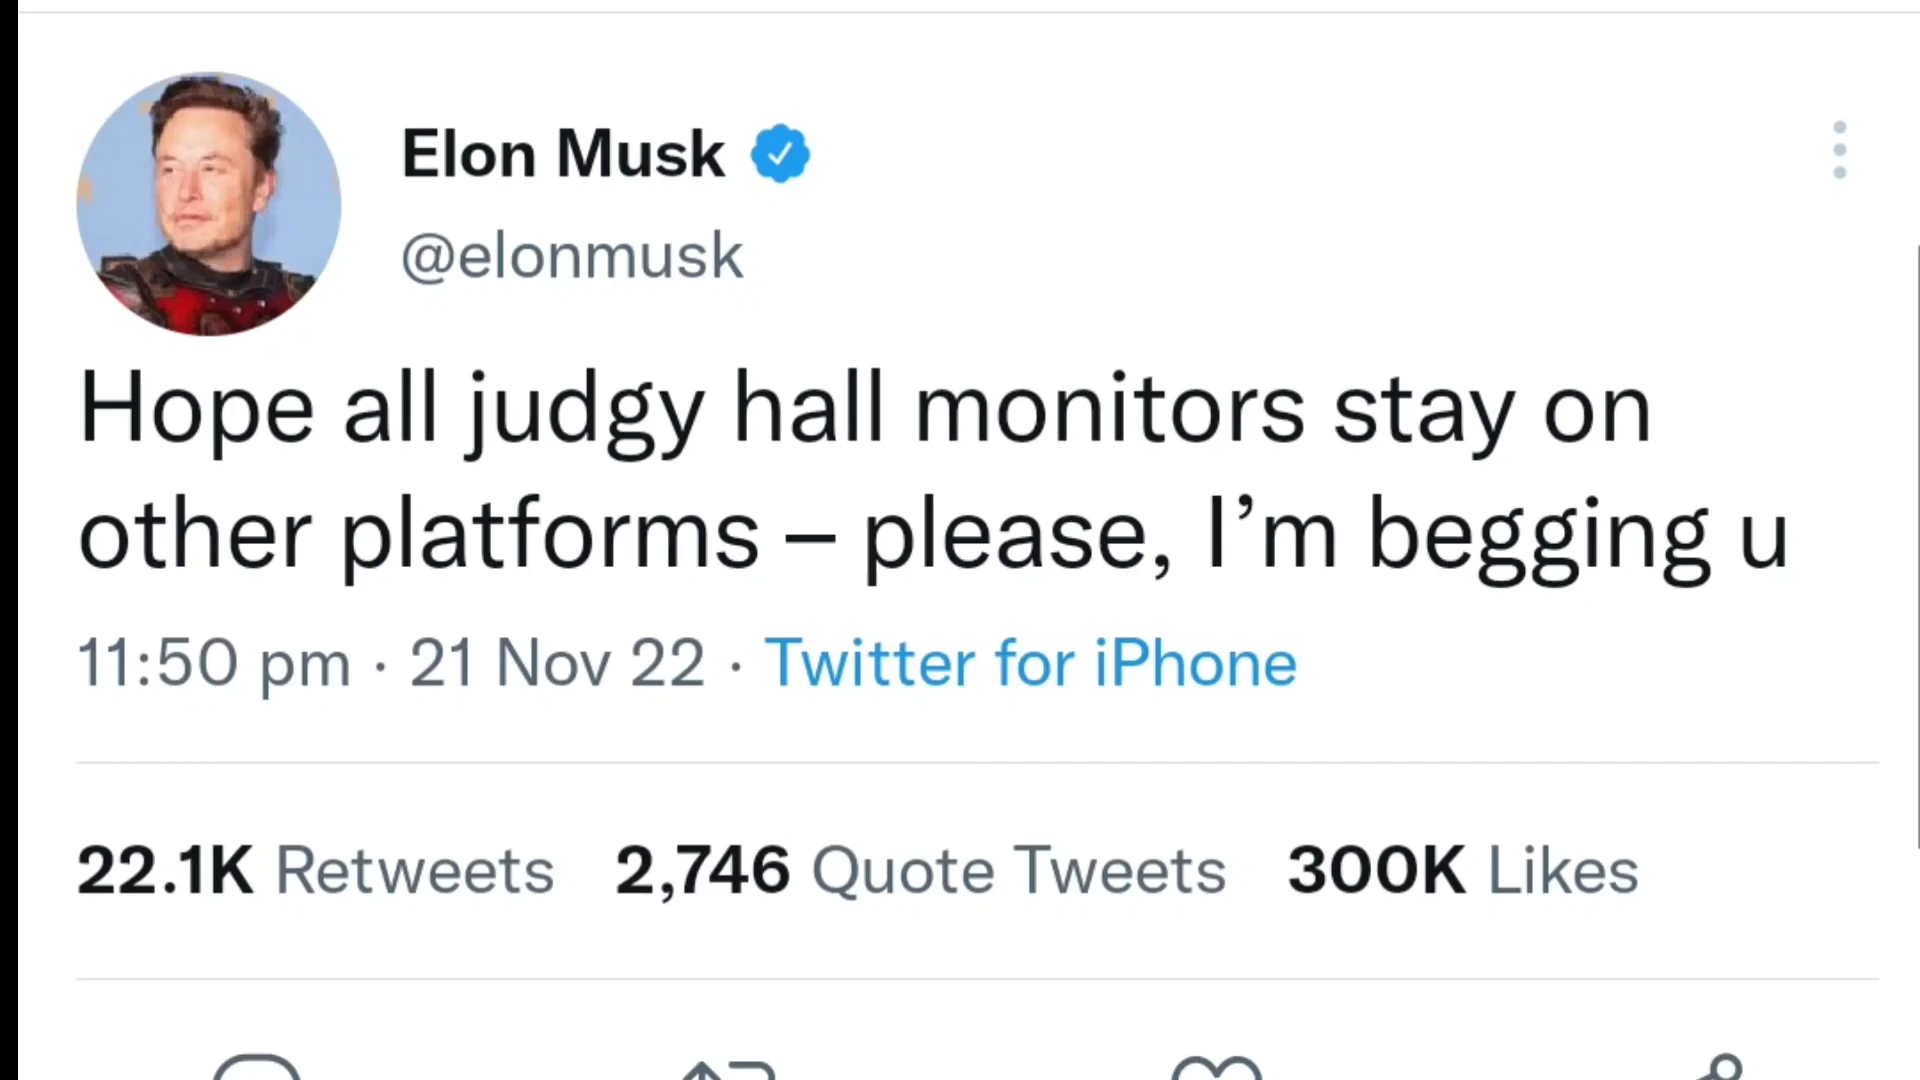 Elon Musk
@elonmusk
Hope all judgy hall monitors stay on
other platforms – please, I’m begging u
11:50 pm · 21 Nov 22 · Twitter for iPhone
22.1K Retweets 2,746 Quote Tweets 300K Likes